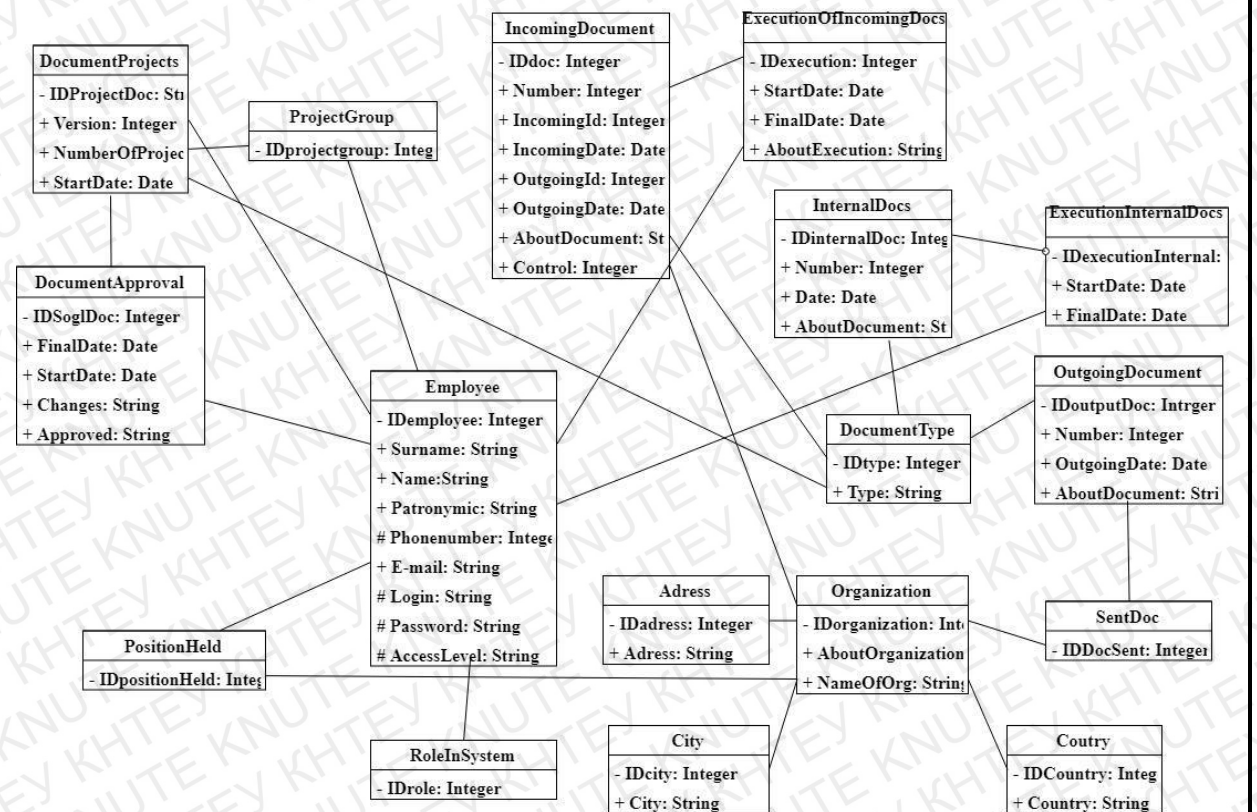 DocumentProjects
- IDProjectDoc: Str
+ Version: Integer
+ NumberOfProjec
+ StartDate: Date
ProjectGroup
- IDprojectgroup: Integ
IncomingDocument
- IDdoc: Integer
+ Number: Integer
+ IncomingId: Integer
+ IncomingDate: Date
+ OutgoingId: Integer
+ OutgoingDate: Date
+ AboutDocument: St
+ Control: Integer
ExecutionOfIncomingDocs
- IDexecution: Integer
+ StartDate: Date
+ FinalDate: Date
+ AboutExecution: String
InternalDocs
- IDinternalDoc: Integ
+ Number: Integer
+ Date: Date
+ AboutDocument: St
ExecutionInternalDocs
- IDexecutionInternal:
+ StartDate: Date
+ FinalDate: Date
DocumentApproval
- IDSoglDoc: Integer
+ FinalDate: Date
+ StartDate: Date
+ Changes: String
+ Approved: String
Employee
- IDemployee: Integer
+ Surname: String
+ Name:String
+ Patronymic: String
# Phonenumber: Intege
+ E-mail: String
# Login: String
# Password: String
# AccessLevel: String
DocumentType
- IDtype: Integer
+ Type: String
OutgoingDocument
- IDoutputDoc: Intrger
+ Number: Integer
+ OutgoingDate: Date
+ AboutDocument: Stri
PositionHeld
- IDpositionHeld: Integ
Adress
- IDadress: Integer
+ Adress: String
Organization
- IDorganization: Inte
+ AboutOrganization
+ NameOfOrg: String
SentDoc
- IDDocSent: Integer
RoleInSystem
- IDrole: Integer
City
- IDcity: Integer
+ City: String
Coutry
- IDCountry: Integ
+ Country: String